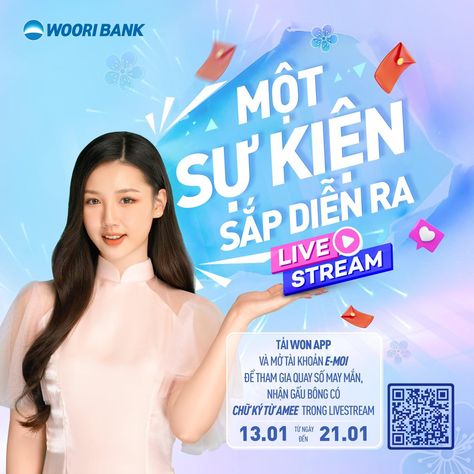 WOORI BANK
MỘT
SỰ KIỆN
SẮP DIỄN RA
LIVE
STREAM
TẢI WON APP
VÀ MỞ TÀI KHOẢN E-MOI
ĐỂ THAM GIA QUAY SỐ MAY MẮN,
NHẬN GẤU BÔNG CÓ
CHỮ KÝ TỪ AMEE TRONG LIVESTREAM
13.01 TỪ NGÀY ĐẾN 21.01